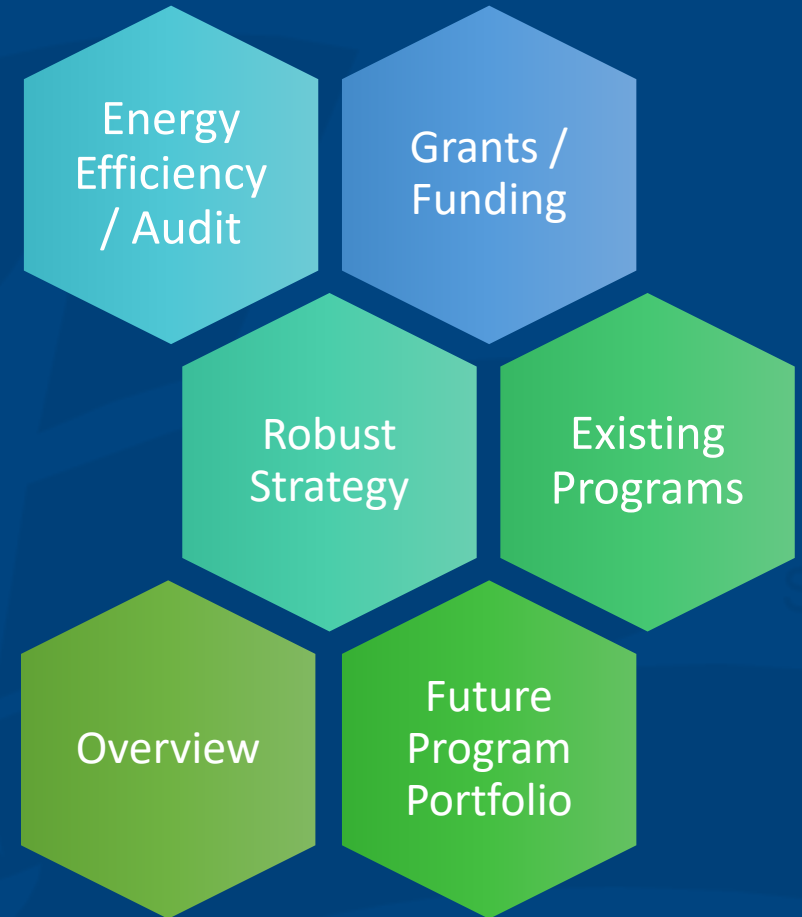 Energy
Efficiency
/ Audit
Grants /
Funding
Robust
Strategy
Existing
Programs
Overview
Future
Program
Portfolio